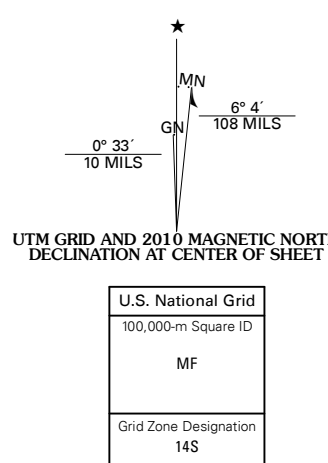 ★
MN
GN
6° 4´
108 MILS
0° 33´
10 MILS
UTM GRID AND 2010 MAGNETIC NORT
DECLINATION AT CENTER OF SHEET
U.S. National Grid
100,000-m Square ID
MF
Grid Zone Designation
14S